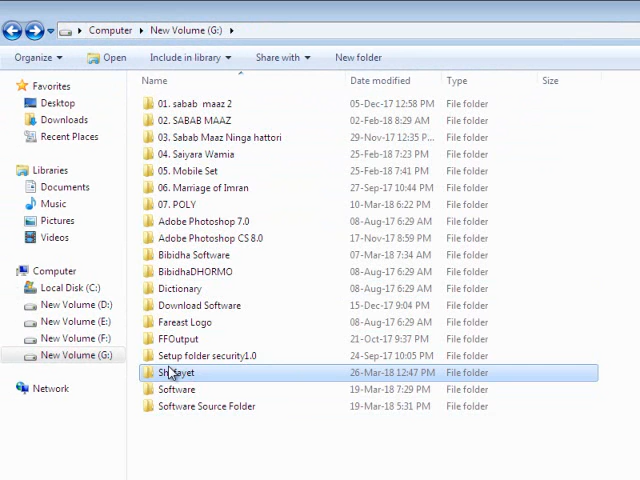 Computer ▸ New Volume (G:) ▸
Organize Open Include in library Share with New folder
Name Date modified Type Size
Favorites
Desktop
Downloads
Recent Places
Libraries
Documents
Music
Pictures
Videos
Computer
Local Disk (C:)
New Volume (D:)
New Volume (E:)
New Volume (F:)
New Volume (G:)
Network
01. sabab maaz 2 05-Dec-17 12:58 PM File folder
02. SABAB MAAZ 02-Feb-18 8:29 AM File folder
03. Sabab Maaz Ninga hattori 29-Nov-17 12:35 P... File folder
04. Saiyara Wamia 25-Feb-18 7:23 PM File folder
05. Mobile Set 25-Feb-18 7:41 PM File folder
06. Marriage of Imran 27-Sep-17 10:44 PM File folder
07. POLY 10-Mar-18 6:22 PM File folder
Adobe Photoshop 7.0 08-Aug-17 6:29 AM File folder
Adobe Photoshop CS 8.0 17-Nov-17 8:59 PM File folder
Bibidha Software 07-Mar-18 7:34 AM File folder
BibidhaDHORMO 08-Aug-17 6:29 AM File folder
Dictionary 08-Aug-17 6:29 AM File folder
Download Software 15-Dec-17 9:04 PM File folder
Fareast Logo 08-Aug-17 6:29 AM File folder
FFOutput 21-Oct-17 9:37 PM File folder
Setup folder security1.0 24-Sep-17 10:05 PM File folder
26-Mar-18 12:47 PM File folder
Software 19-Mar-18 7:29 PM File folder
Software Source Folder 19-Mar-18 5:31 PM File folder